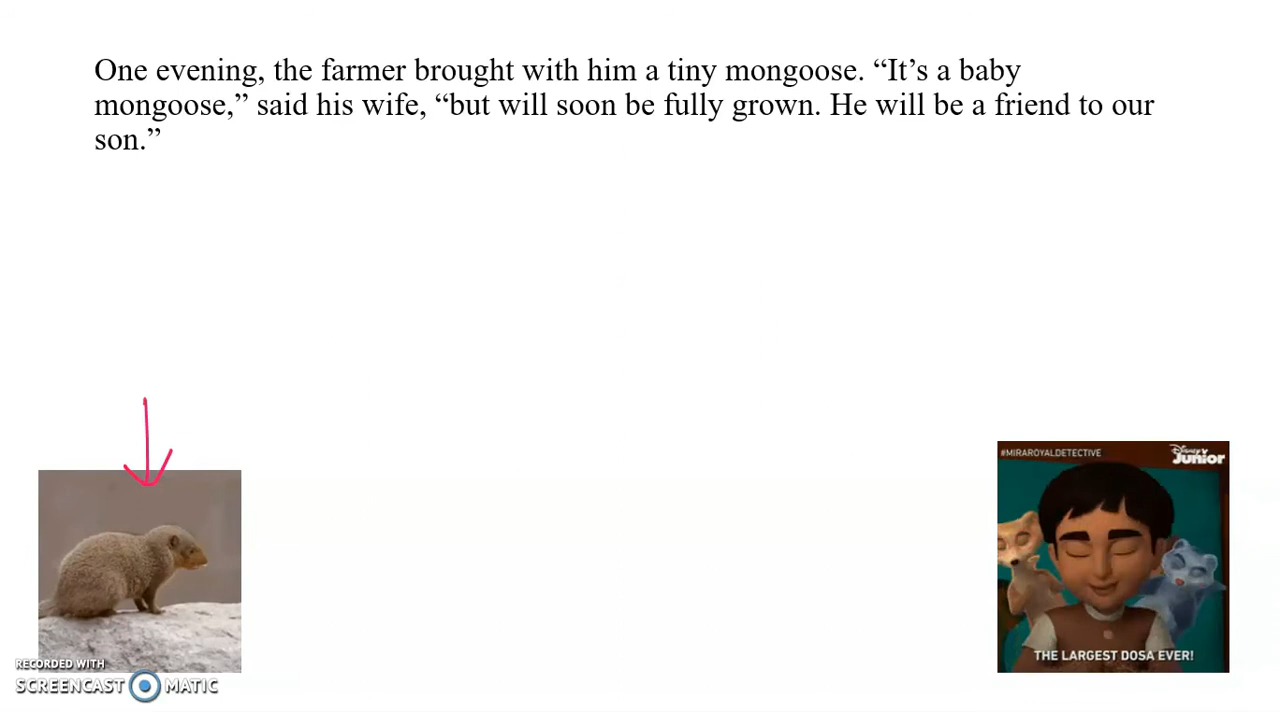 One evening, the farmer brought with him a tiny mongoose. “It’s a baby
mongoose,” said his wife, “but will soon be fully grown. He will be a friend to our
son.”
#MIRAROYALDETECTIVE
Disney
Junior
THE LARGEST DOSA EVER!
RECORDED WITH
SCREENCAST MATIC